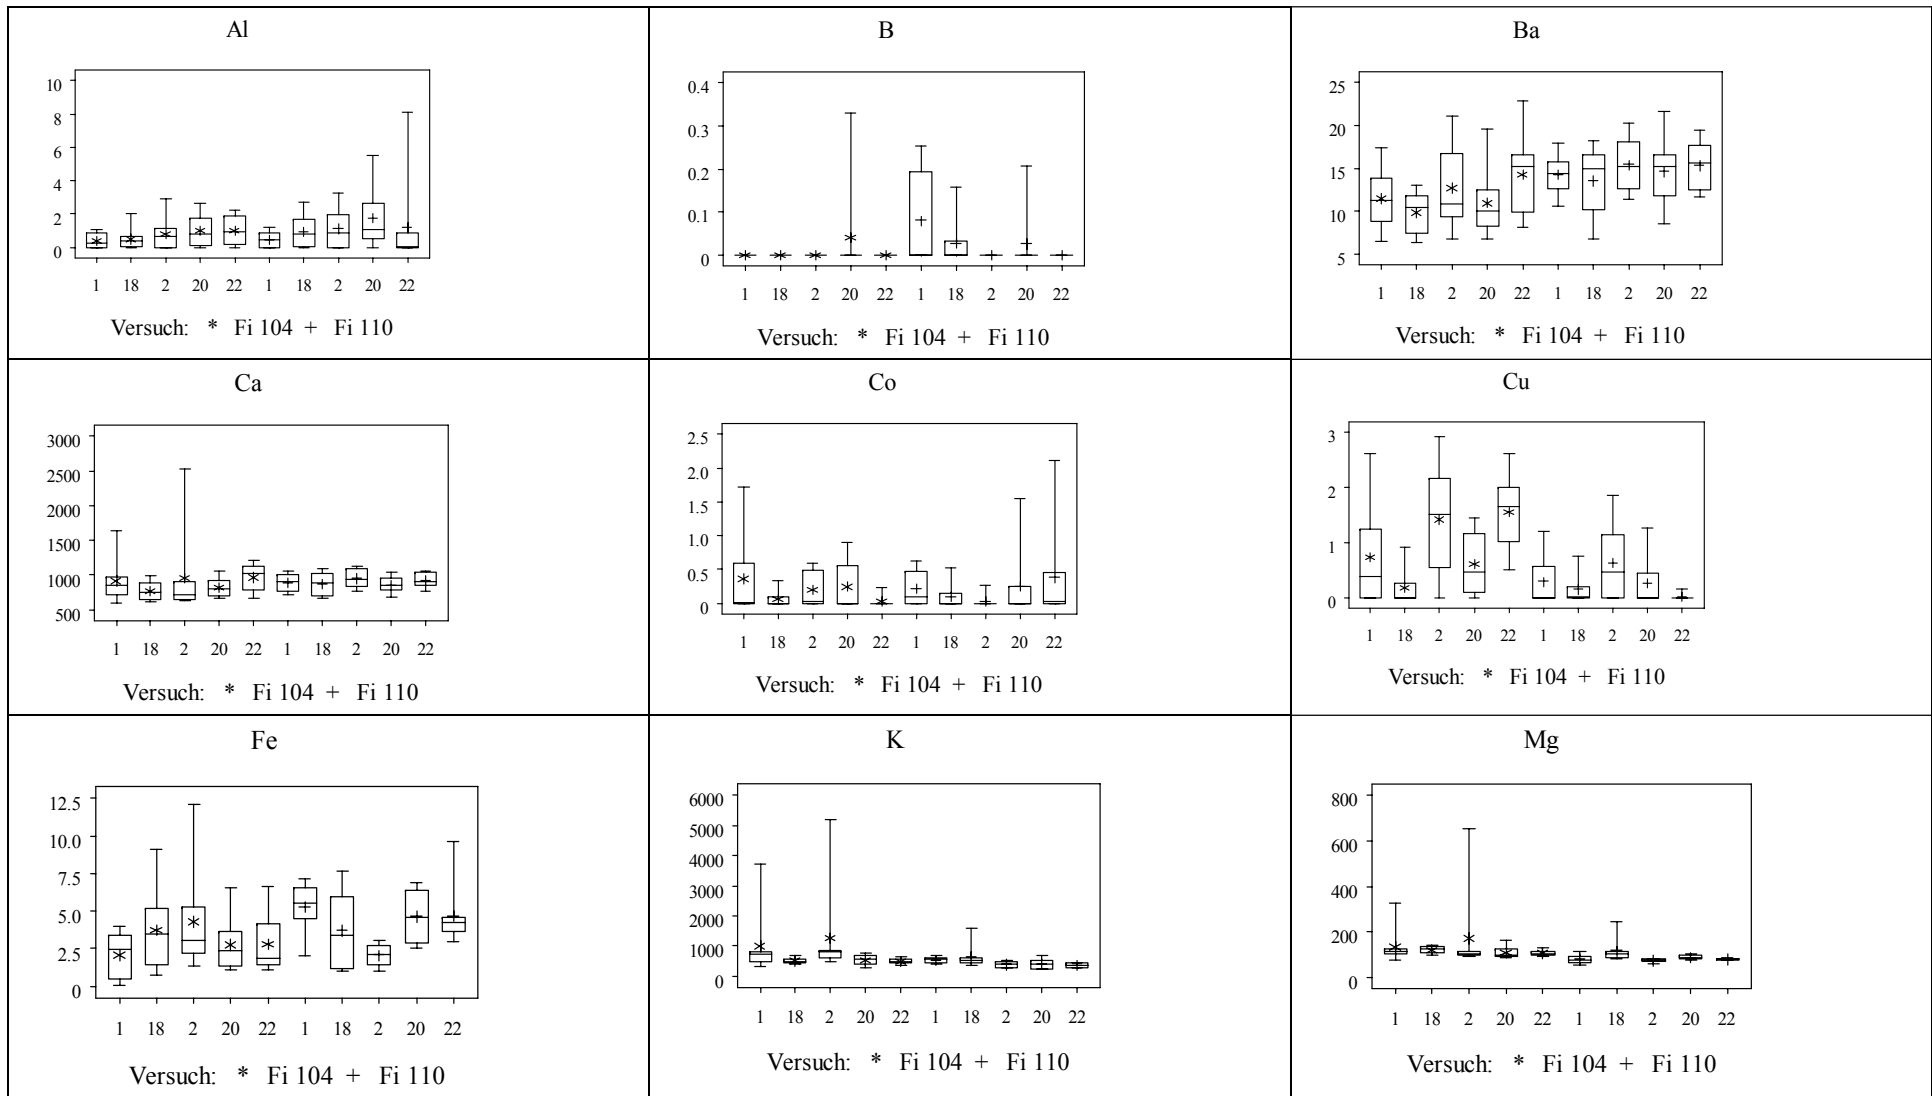 Al
10
8
6
4
2
0
1 18 2 20 22 1 18 2 20 22
Versuch: * Fi 104 + Fi 110
B
0.4
0.3
0.2
0.1
0
1 18 2 20 22 1 18 2 20 22
Versuch: * Fi 104 + Fi 110
Ba
25
20
15
10
5
1 18 2 20 22 1 18 2 20 22
Versuch: * Fi 104 + Fi 110
Ca
3000
2500
2000
1500
1000
500
1 18 2 20 22 1 18 2 20 22
Versuch: * Fi 104 + Fi 110
Co
2.5
2.0
1.5
1.0
0.5
0
1 18 2 20 22 1 18 2 20 22
Versuch: * Fi 104 + Fi 110
Cu
3
2
1
0
1 18 2 20 22 1 18 2 20 22
Versuch: * Fi 104 + Fi 110
Fe
12.5
10.0
7.5
5.0
2.5
0
1 18 2 20 22 1 18 2 20 22
Versuch: * Fi 104 + Fi 110
K
6000
5000
4000
3000
2000
1000
0
1 18 2 20 22 1 18 2 20 22
Versuch: * Fi 104 + Fi 110
Mg
800
600
400
200
0
1 18 2 20 22 1 18 2 20 22
Versuch: * Fi 104 + Fi 110